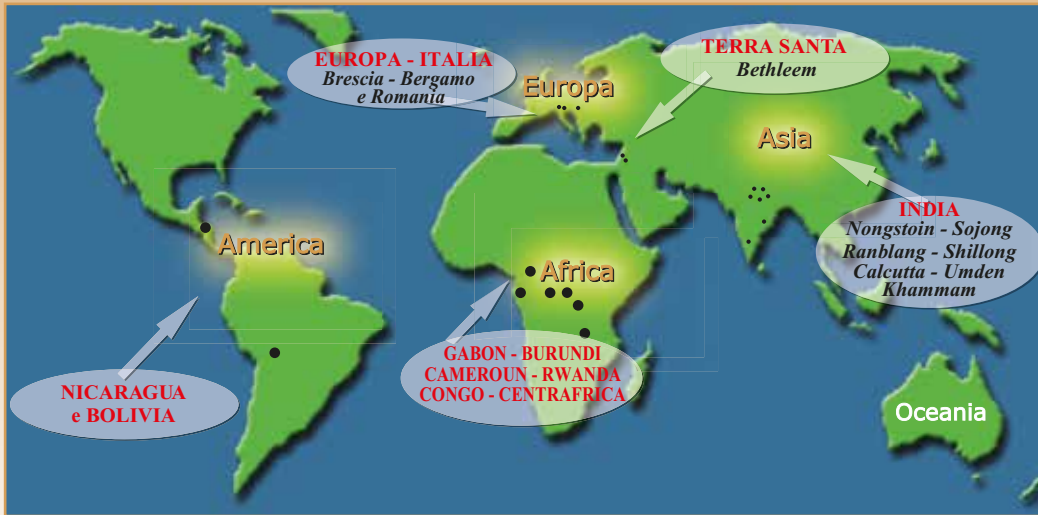 EUROPA - ITALIA
Brescia - Bergamo
e Romania
TERRA SANTA
Bethleem
Europa
Asia
America
Africa
INDIA
Nongstoin - Sojong
Ranblang - Shillong
Calcutta - Umden
Khammam
GABON - BURUNDI
CAMEROUN - RWANDA
CONGO - CENTRAFRICA
NICARAGUA
e BOLIVIA
Oceania